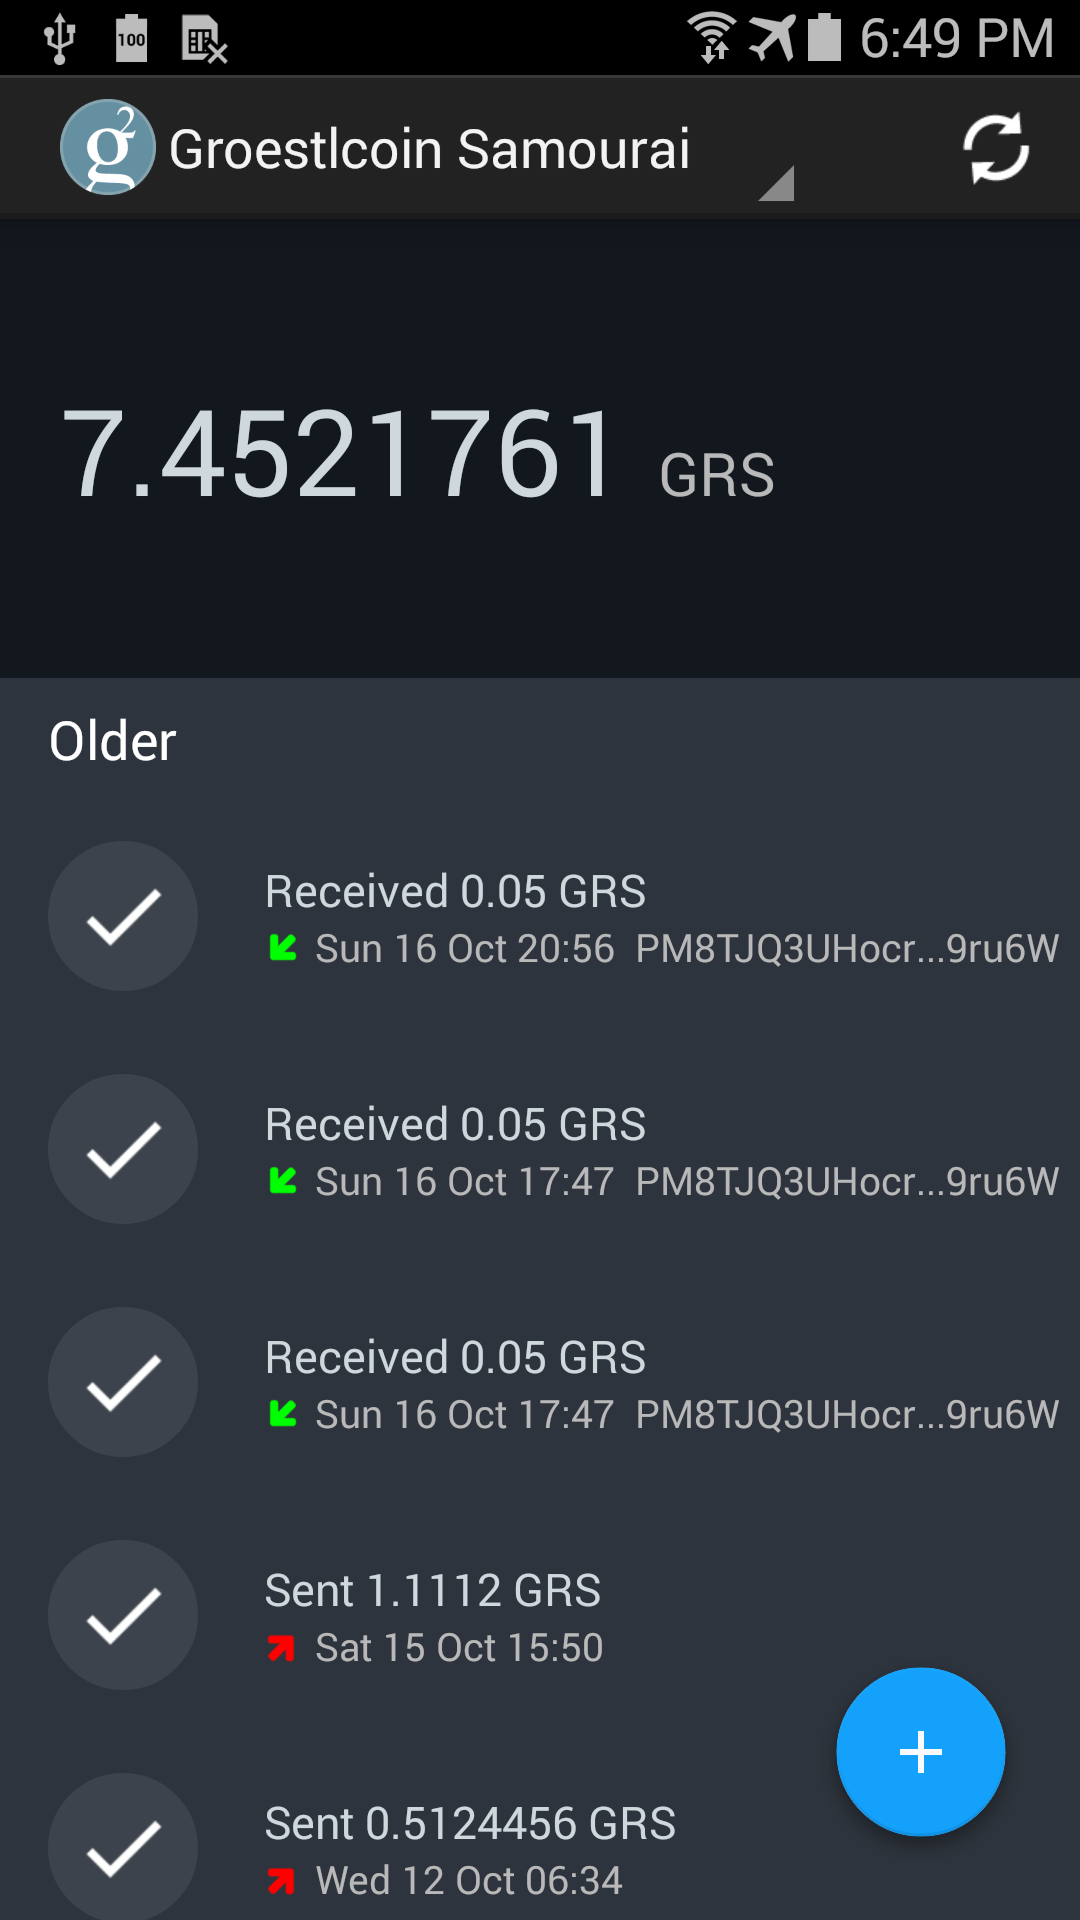 100 6:49 PM
g2 Groestlcoin Samourai
7.4521761 GRS
Older
Received 0.05 GRS
Sun 16 Oct 20:56 PM8TJQ3UHocr...9ru6W
Received 0.05 GRS
Sun 16 Oct 17:47 PM8TJQ3UHocr...9ru6W
Received 0.05 GRS
Sun 16 Oct 17:47 PM8TJQ3UHocr...9ru6W
Sent 1.1112 GRS
Sat 15 Oct 15:50
+
Sent 0.5124456 GRS
Wed 12 Oct 06:34